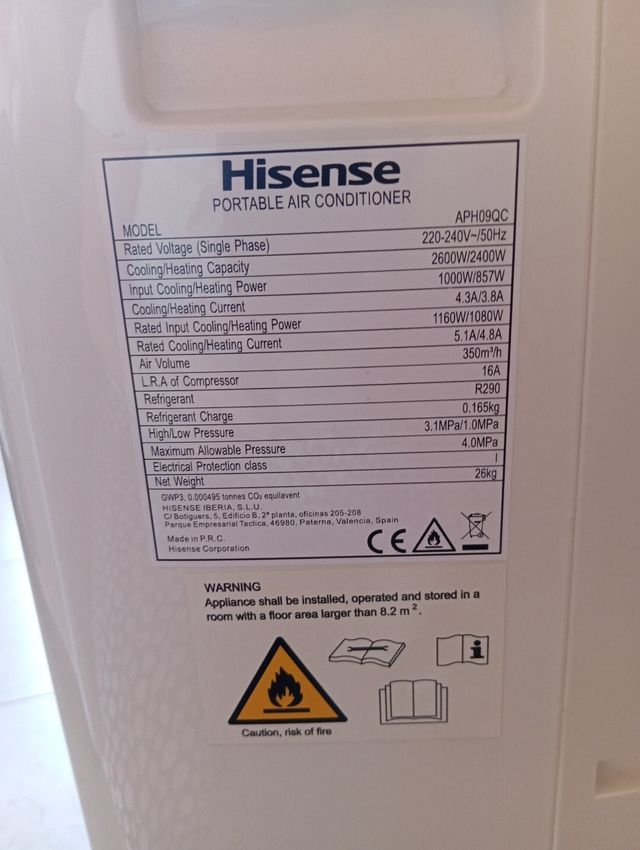 Hisense
PORTABLE AIR CONDITIONER
MODEL APH09QC
Rated Voltage (Single Phase) 220-240V~/50Hz
Cooling/Heating Capacity 2600W/2400W
Input Cooling/Heating Power 1000W/857W
Cooling/Heating Current 4.3A/3.8A
Rated Input Cooling/Heating Power 1160W/1080W
Rated Cooling/Heating Current 5.1A/4.8A
Air Volume 350m³/h
L.R.A of Compressor 16A
Refrigerant R290
Refrigerant Charge 0.165kg
High/Low Pressure 3.1MPa/1.0MPa
Maximum Allowable Pressure 4.0MPa
Electrical Protection class I
Net Weight 26kg
GWP3, 0.000495 tonnes CO₂ equilavent
HISENSE IBERIA, S.L.U.
C/ Botiguers, 5, Edificio B, 2ª planta, oficinas 205-208
Parque Empresarial Tactica, 46980, Paterna, Valencia, Spain
Made in P.R.C.
Hisense Corporation
CE
WARNING
Appliance shall be installed, operated and stored in a
room with a floor area larger than 8.2 m².
Caution, risk of fire